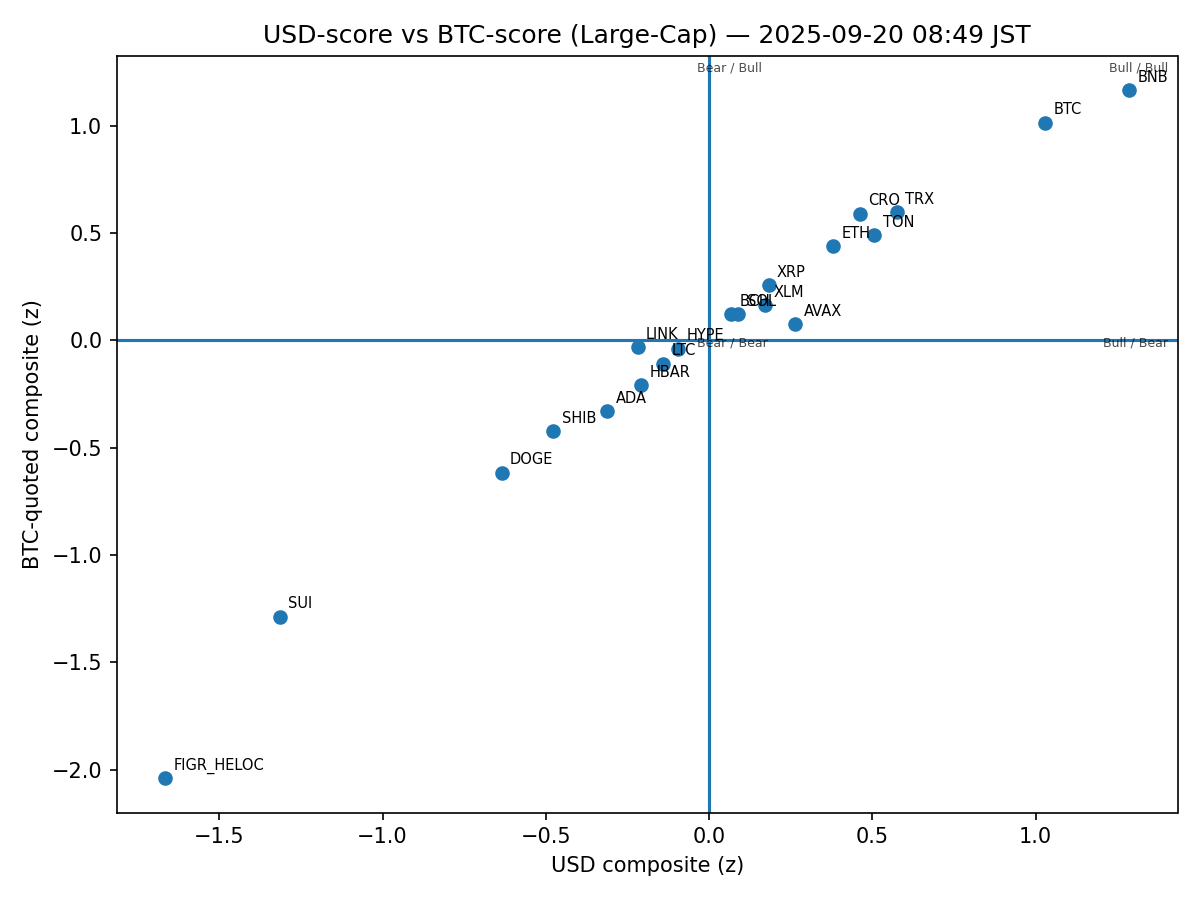 USD-score vs BTC-score (Large-Cap) — 2025-09-20 08:49 JST
Bear / Bull
Bull / Bull
BNB
BTC
CRO
TRX
TON
ETH
XRP
XLM
BCH
SOL
AVAX
LINK
HYPE
Bear / Bear
Bull / Bear
LTC
HBAR
ADA
SHIB
DOGE
SUI
FIGR_HELOC
1.0
0.5
0.0
−0.5
−1.0
−1.5
−2.0
BTC-quoted composite (z)
−1.5
−1.0
−0.5
0.0
0.5
1.0
USD composite (z)